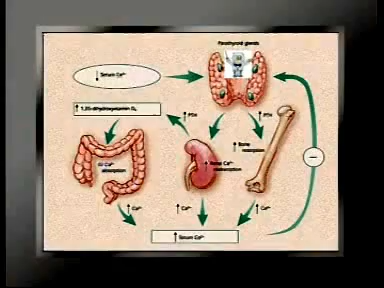 Parathyroid glands
↓ Serum Ca²⁺
↑ 1,25-dihydroxyvitamin D₃
↑ PTH
↑ PTH
↑ Bone
resorption
GI Ca²⁺
absorption
↑ Renal Ca²⁺
reabsorption
↑ Ca²⁺
↑ Ca²⁺
↑ Ca²⁺
↑ Serum Ca²⁺
−